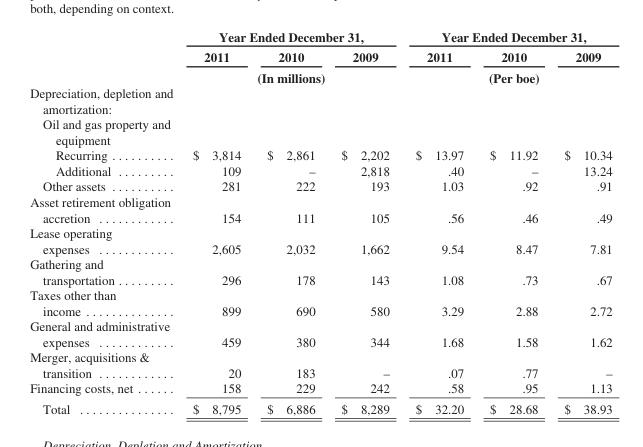 both, depending on context.
Year Ended December 31, Year Ended December 31,
2011 2010 2009 2011 2010 2009
(In millions) (Per boe)
Depreciation, depletion and
amortization:
Oil and gas property and
equipment
Recurring .......... $ 3,814 $ 2,861 $ 2,202 $ 13.97 $ 11.92 $ 10.34
Additional ......... 109 – 2,818 .40 – 13.24
Other assets .......... 281 222 193 1.03 .92 .91
Asset retirement obligation
accretion ............ 154 111 105 .56 .46 .49
Lease operating
expenses ............ 2,605 2,032 1,662 9.54 8.47 7.81
Gathering and
transportation ......... 296 178 143 1.08 .73 .67
Taxes other than
income .............. 899 690 580 3.29 2.88 2.72
General and administrative
expenses ............ 459 380 344 1.68 1.58 1.62
Merger, acquisitions &
transition ............ 20 183 – .07 .77 –
Financing costs, net ...... 158 229 242 .58 .95 1.13
Total ............... $ 8,795 $ 6,886 $ 8,289 $ 32.20 $ 28.68 $ 38.93
Depreciation, Depletion and Amortization